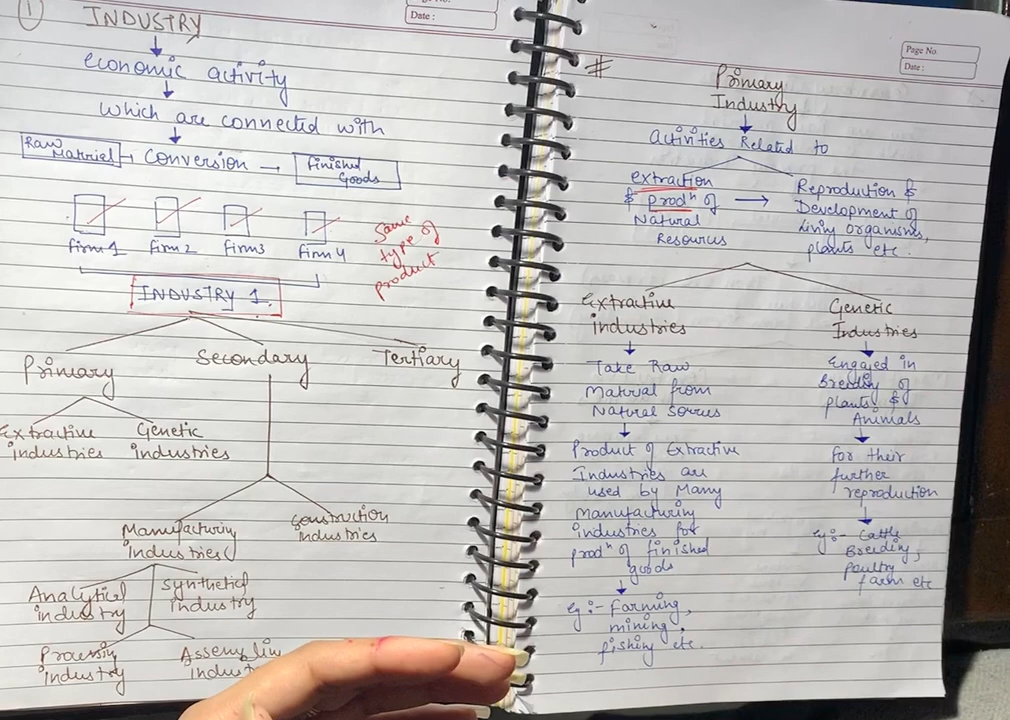 1
INDUSTRY
economic activity
which are connected with
Raw Material → Conversion → Finished Goods
firm 1 firm 2 firm 3 firm 4
Same
type of
product
INDUSTRY 1.
Primary Secondary Tertiary
Extractive Genetic
industries industries
Manufacturing Construction
industries industries
Analytical Synthetical
industry industry
Processing Assembling
industry
Date :
Page No.
Date :
#
Primary
Industry
Activities Related to
extraction
& prodⁿ of
Natural
Resources
Reproduction &
Development of
living organisms,
plants etc.
Extractive
industries
Take Raw
Material from
Natural Sources
Product of Extractive
Industries are
used by Many
Manufacturing
industries for
prodⁿ of finished
goods
Eg :- farming,
mining,
fishing etc.
Genetic
Industries
Engaged in
Breeding of
plants &
Animals
for their
further
reproduction
Eg :- Cattle
Breeding,
poultry
farm etc